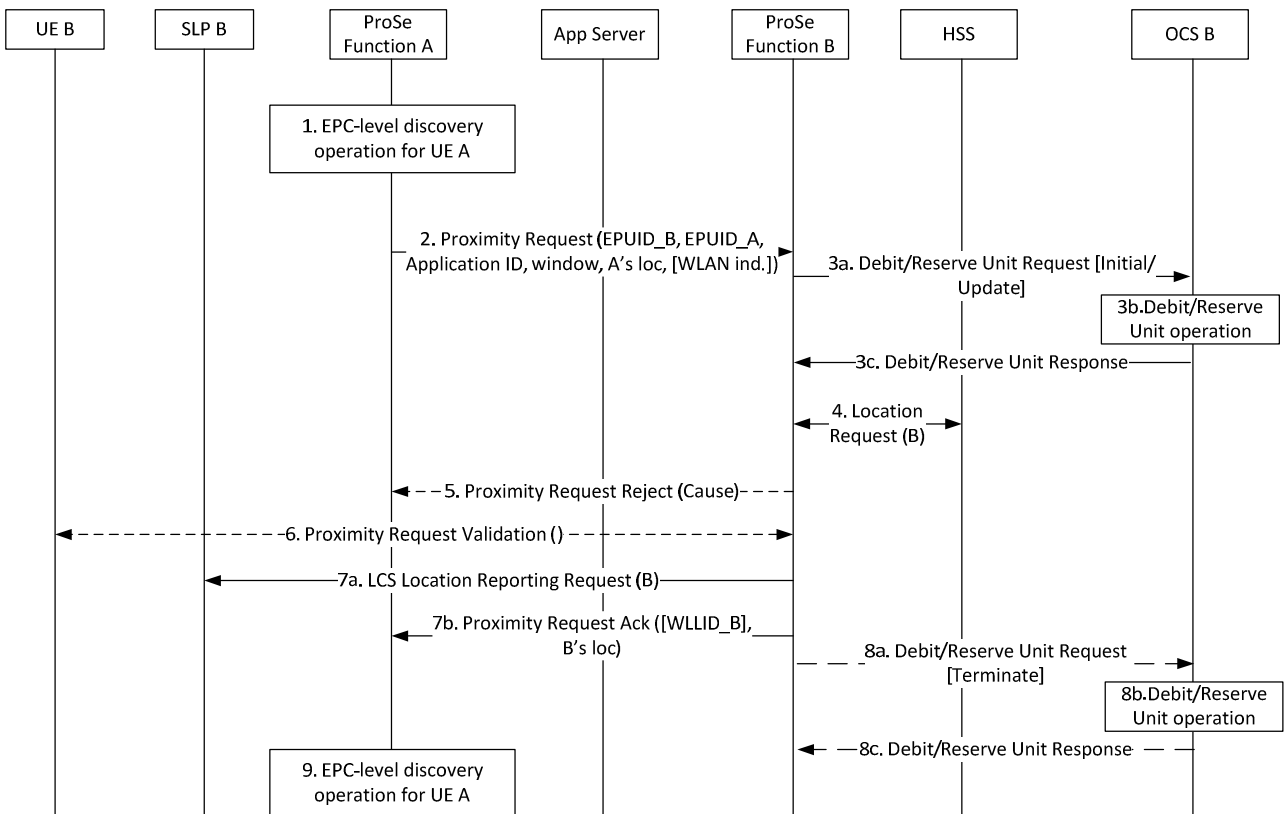 UE B
SLP B
ProSe
Function A
App Server
ProSe
Function B
HSS
OCS B
1. EPC-level discovery
operation for UE A
2. Proximity Request (EPUID_B, EPUID_A,
Application ID, window, A's loc, [WLAN ind.])
3a. Debit/Reserve Unit Request [Initial/
Update]
3b.Debit/Reserve
Unit operation
3c. Debit/Reserve Unit Response
4. Location
Request (B)
5. Proximity Request Reject (Cause)
6. Proximity Request Validation ()
7a. LCS Location Reporting Request (B)
7b. Proximity Request Ack ([WLLID_B],
B's loc)
8a. Debit/Reserve Unit Request
[Terminate]
8b.Debit/Reserve
Unit operation
8c. Debit/Reserve Unit Response
9. EPC-level discovery
operation for UE A